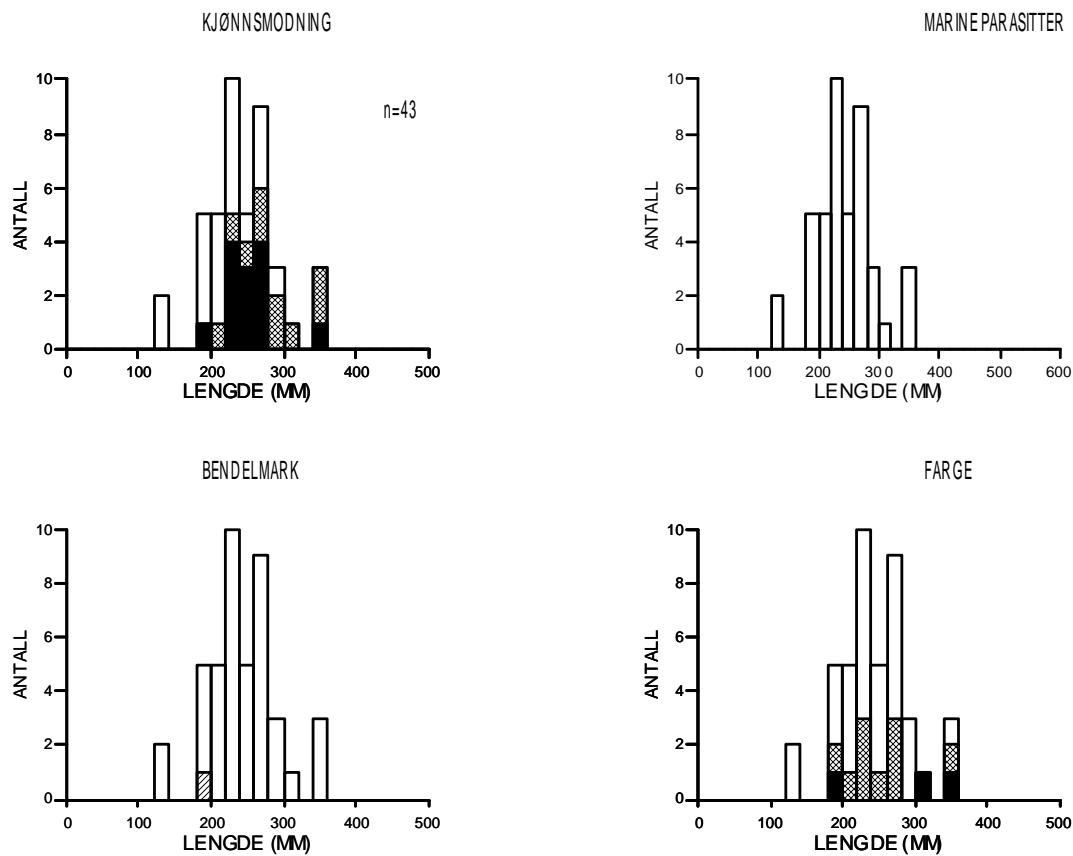 KJØNNSMODNING
n=43
ANTALL
10
8
6
4
2
0
0 100 200 300 400 500
LENGDE (MM)
MARINE PARASITTER
ANTALL
10
8
6
4
2
0
0 100 200 300 400 500 600
LENGDE (MM)
BENDELMARK
ANTALL
10
8
6
4
2
0
0 100 200 300 400 500
LENGDE (MM)
FARGE
ANTALL
10
8
6
4
2
0
0 100 200 300 400 500
LENGDE (MM)